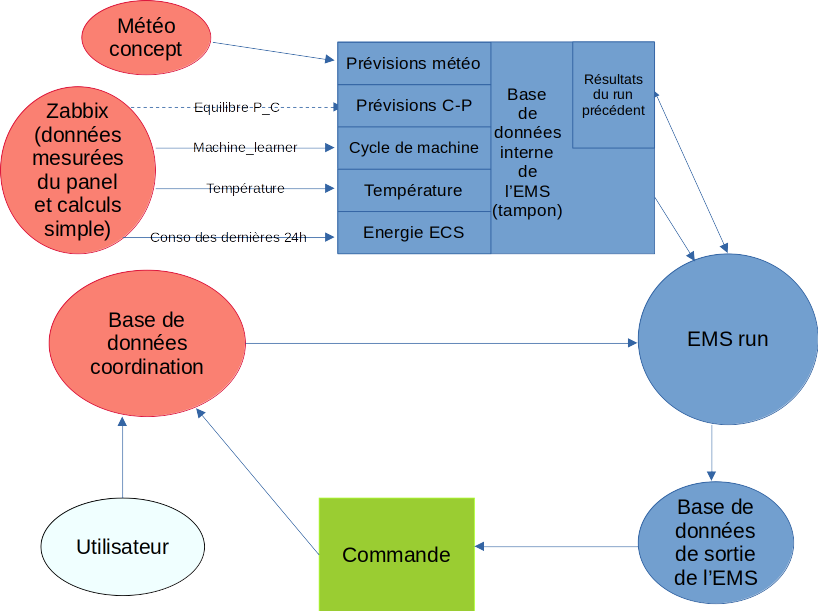 Météo
concept
Zabbix
(données
mesurées
du panel
et calculs
simple)
Equilibre P_C
Machine_learner
Température
Conso des dernières 24h
Prévisions météo
Prévisions C-P
Cycle de machine
Température
Energie ECS
Base
de
données
interne
de
l’EMS
(tampon)
Résultats
du run
précédent
Base de
données
coordination
EMS run
Utilisateur
Commande
Base de
données
de sortie
de l’EMS